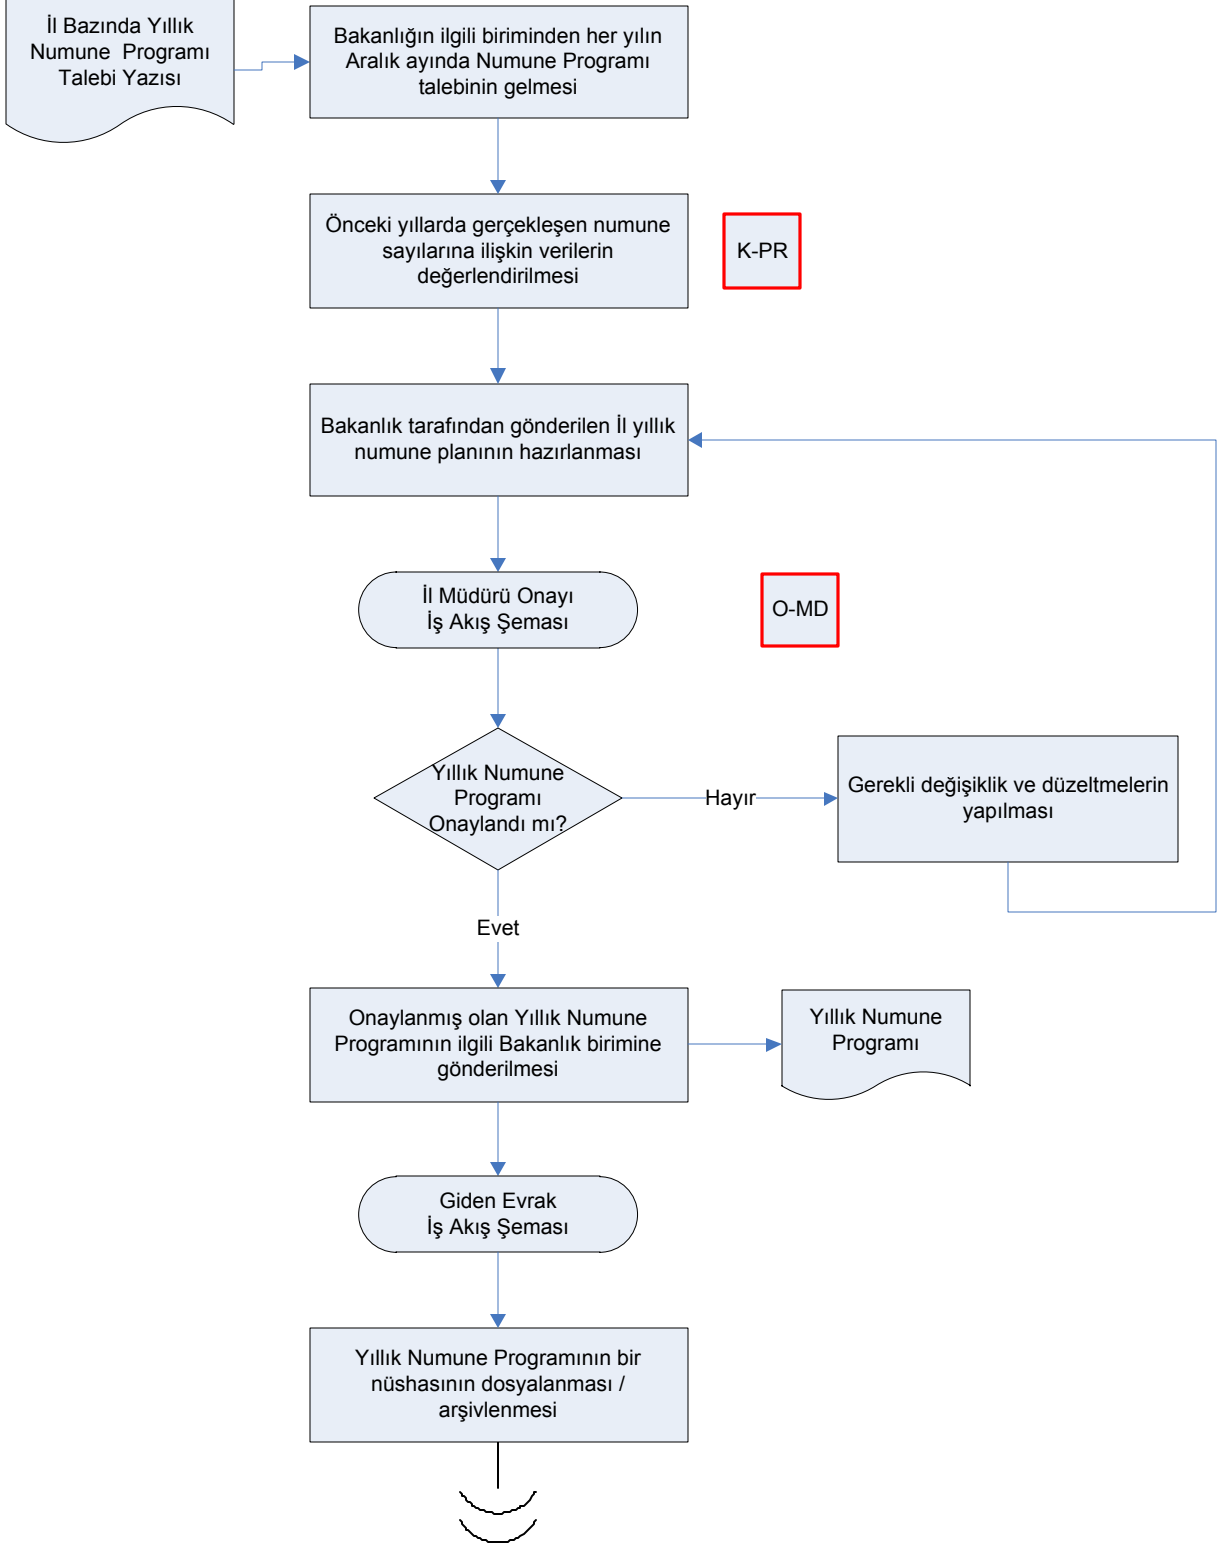 İl Bazında Yıllık
Numune Programı
Talebi Yazısı
Bakanlığın ilgili biriminden her yılın
Aralık ayında Numune Programı
talebinin gelmesi
Önceki yıllarda gerçekleşen numune
sayılarına ilişkin verilerin
değerlendirilmesi
K-PR
Bakanlık tarafından gönderilen İl yıllık
numune planının hazırlanması
İl Müdürü Onayı
İş Akış Şeması
O-MD
Yıllık Numune
Programı
Onaylandı mı?
Hayır
Gerekli değişiklik ve düzeltmelerin
yapılması
Evet
Onaylanmış olan Yıllık Numune
Programının ilgili Bakanlık birimine
gönderilmesi
Yıllık Numune
Programı
Giden Evrak
İş Akış Şeması
Yıllık Numune Programının bir
nüshasının dosyalanması /
arşivlenmesi